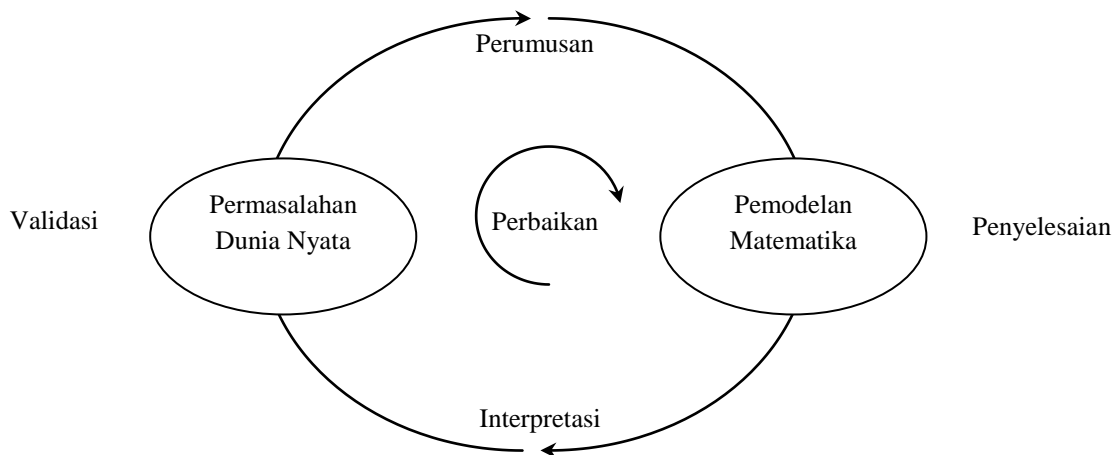 Perumusan
Permasalahan
Dunia Nyata
Validasi
Perbaikan
Pemodelan
Matematika
Penyelesaian
Interpretasi